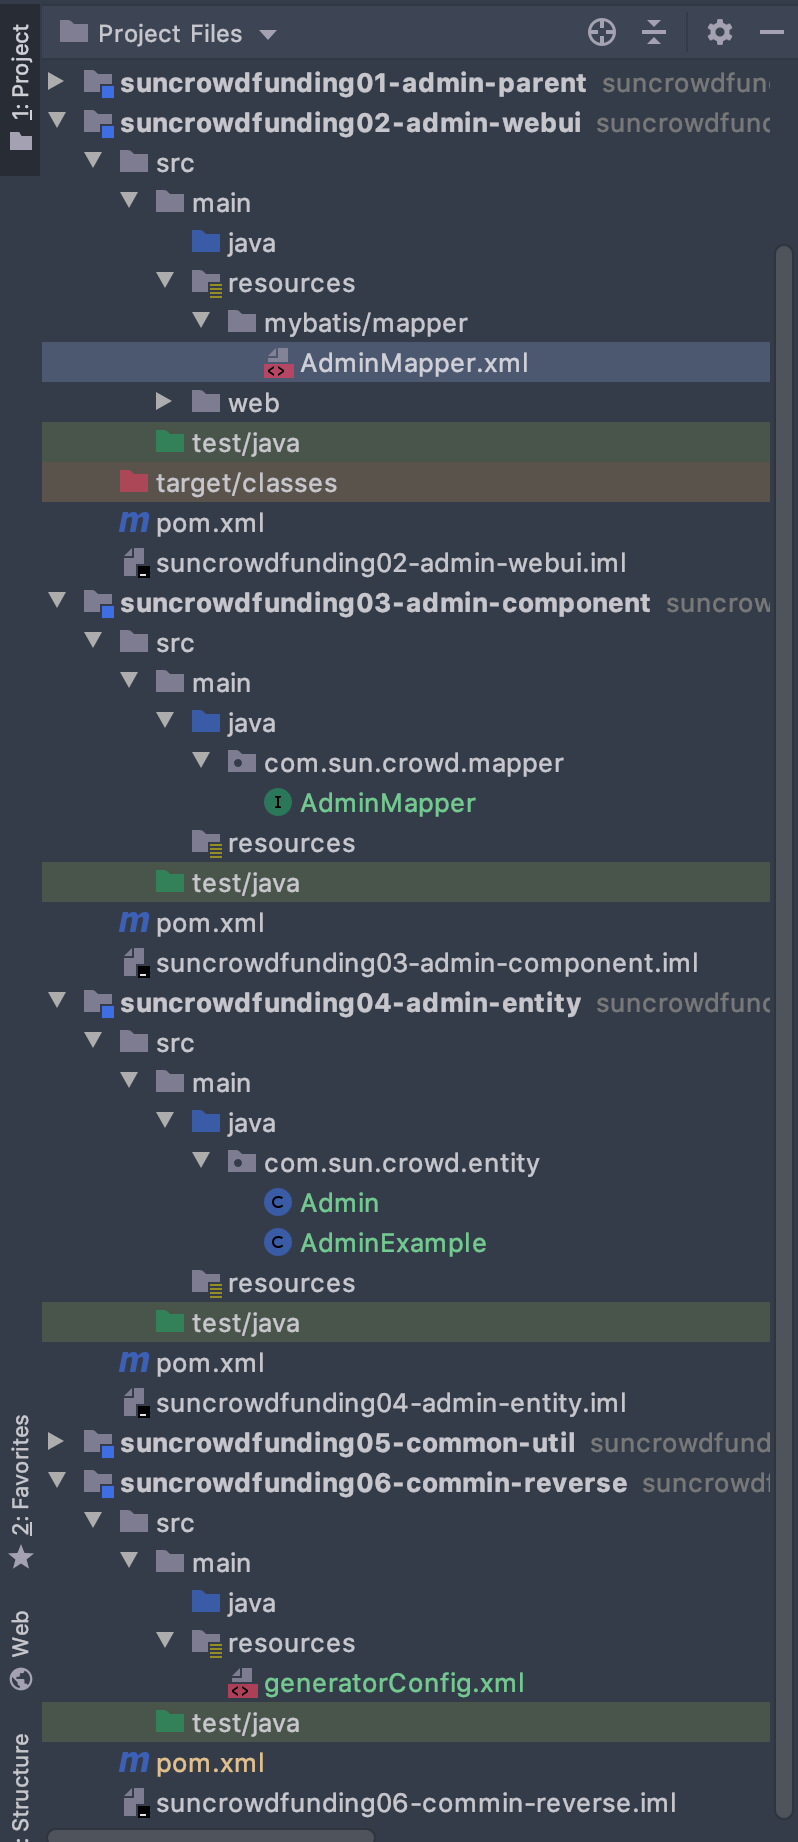 1: Project
Project Files
suncrowdfunding01-admin-parent suncrowdfun
suncrowdfunding02-admin-webui suncrowdfund
src
main
java
resources
mybatis/mapper
AdminMapper.xml
web
test/java
target/classes
pom.xml
suncrowdfunding02-admin-webui.iml
suncrowdfunding03-admin-component suncrow
src
main
java
com.sun.crowd.mapper
AdminMapper
resources
test/java
pom.xml
suncrowdfunding03-admin-component.iml
suncrowdfunding04-admin-entity suncrowdfund
src
main
java
com.sun.crowd.entity
Admin
AdminExample
resources
test/java
pom.xml
suncrowdfunding04-admin-entity.iml
suncrowdfunding05-common-util suncrowdfund
suncrowdfunding06-commin-reverse suncrowdf
src
main
java
resources
generatorConfig.xml
test/java
pom.xml
suncrowdfunding06-commin-reverse.iml
2: Favorites
Web
: Structure